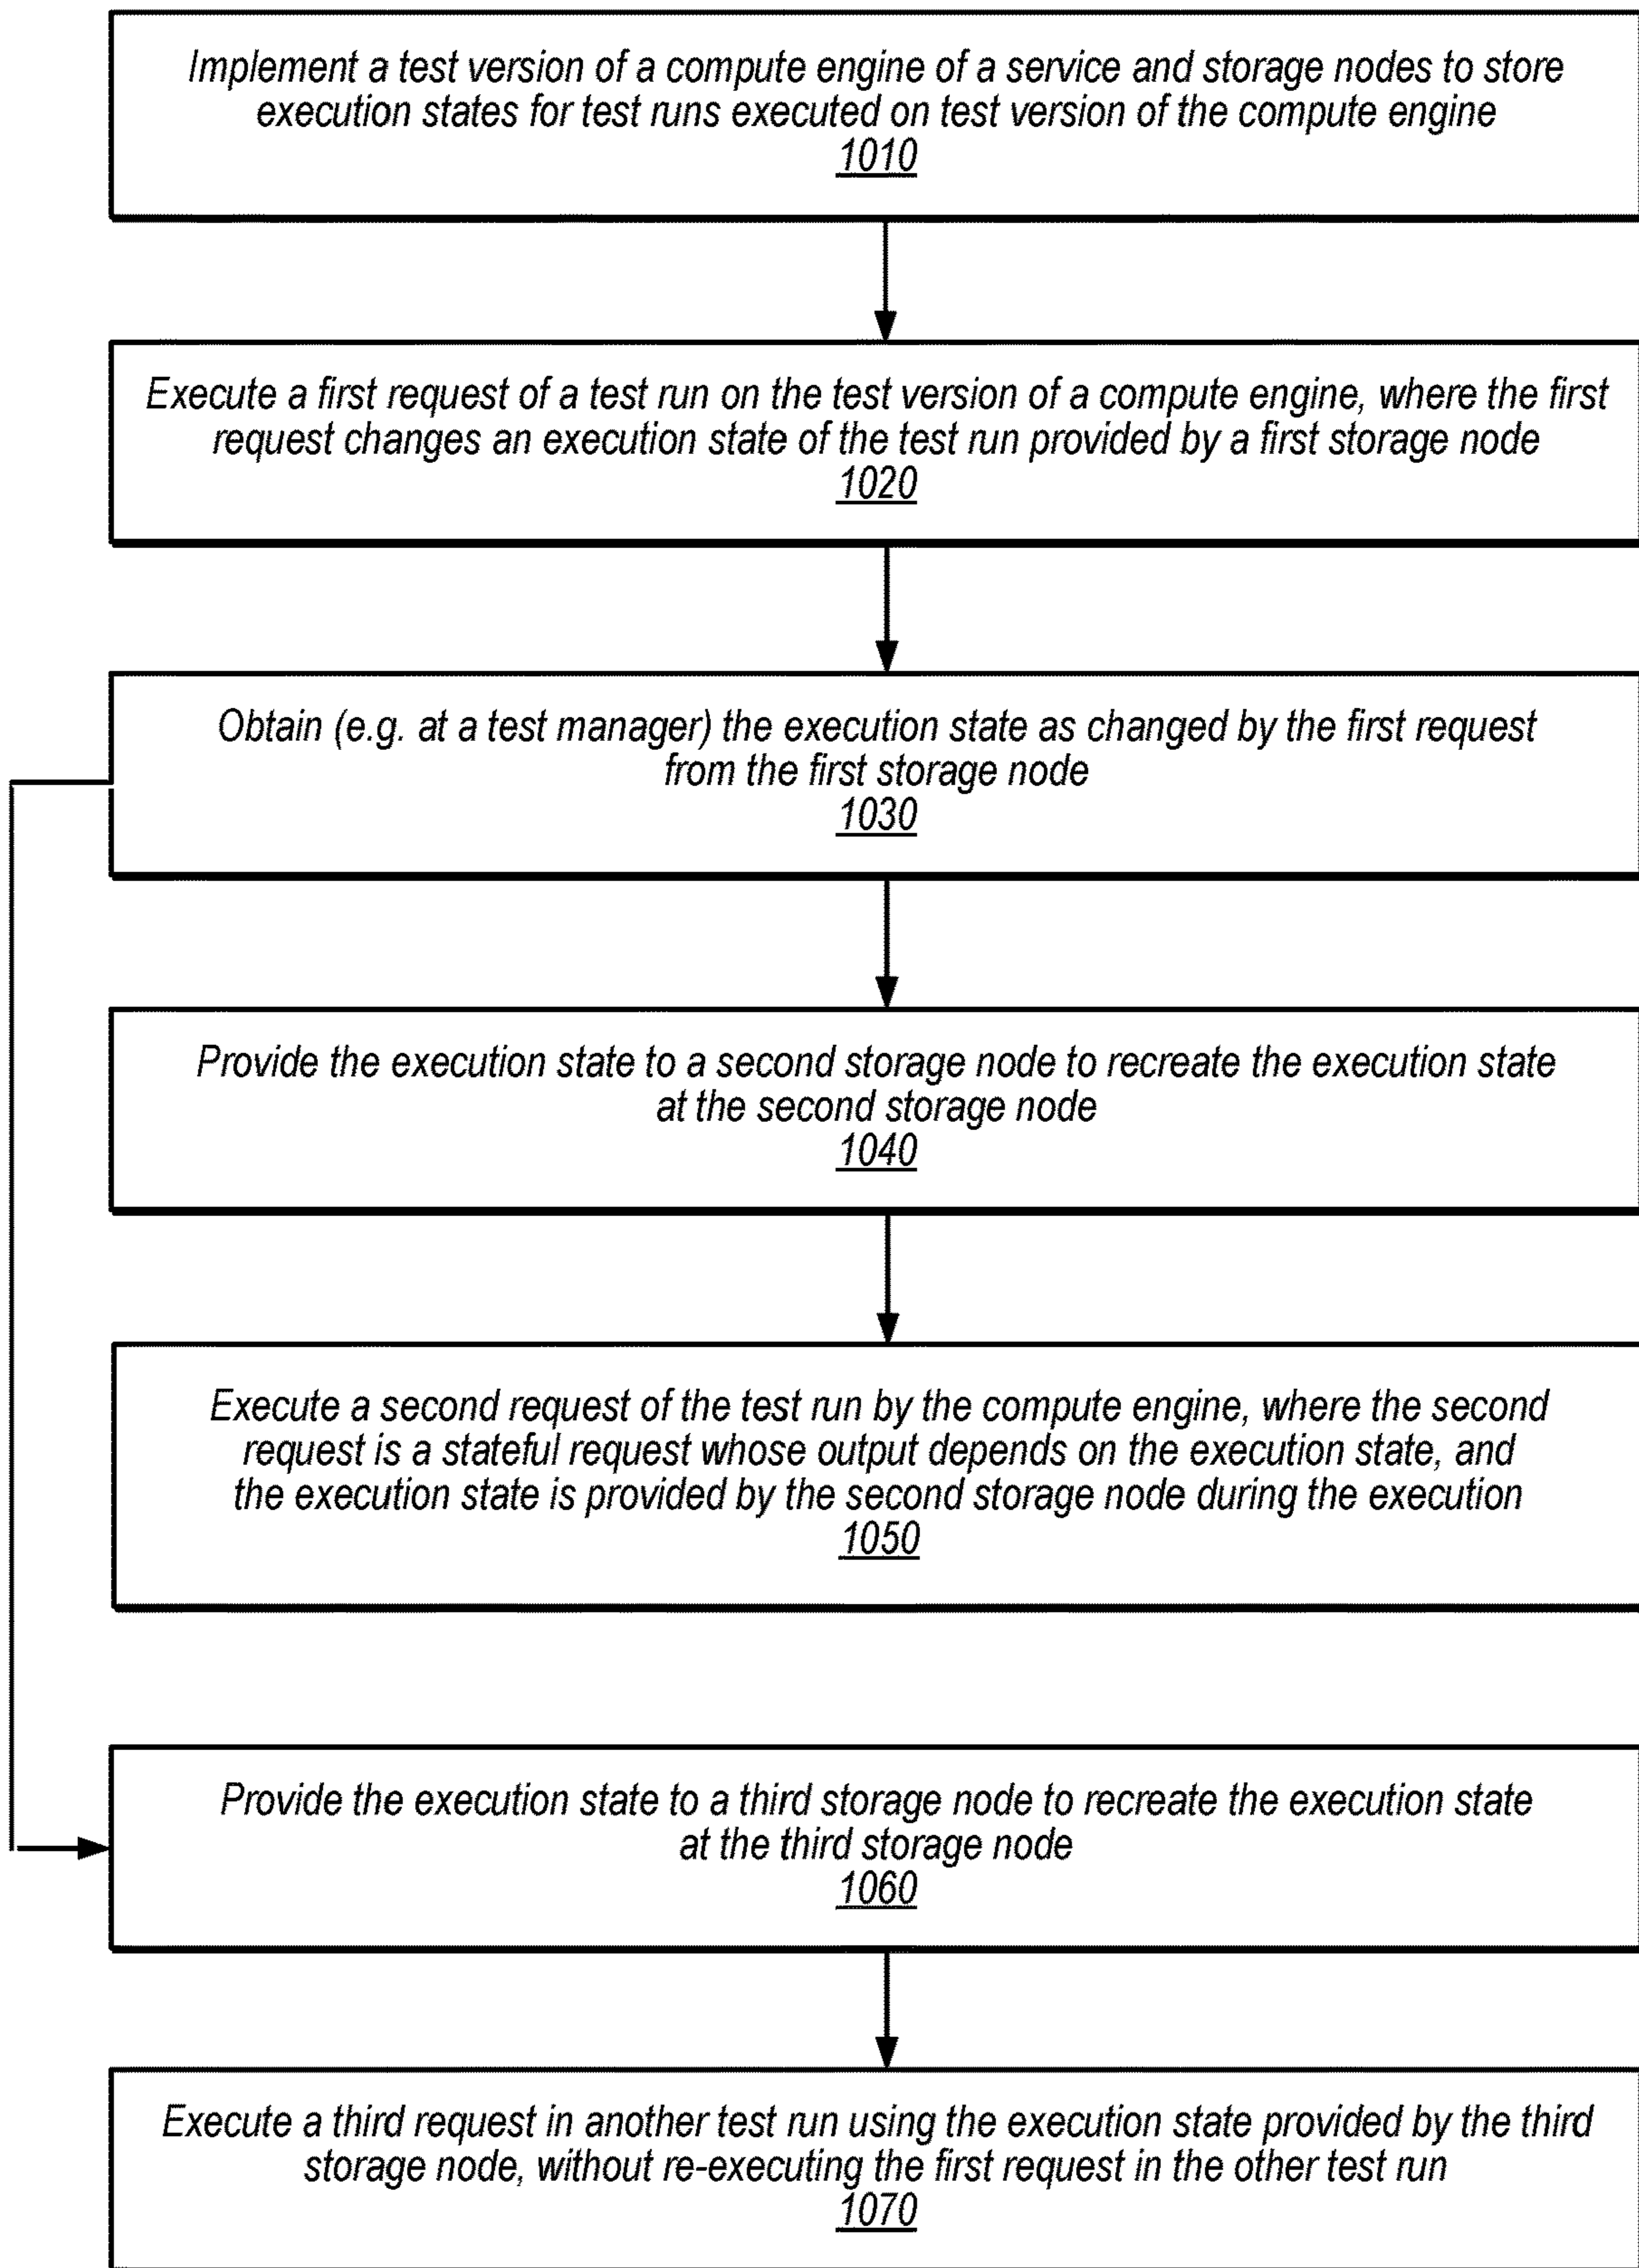 Implement a test version of a compute engine of a service and storage nodes to store
execution states for test runs executed on test version of the compute engine
1010
Execute a first request of a test run on the test version of a compute engine, where the first
request changes an execution state of the test run provided by a first storage node
1020
Obtain (e.g. at a test manager) the execution state as changed by the first request
from the first storage node
1030
Provide the execution state to a second storage node to recreate the execution state
at the second storage node
1040
Execute a second request of the test run by the compute engine, where the second
request is a stateful request whose output depends on the execution state, and
the execution state is provided by the second storage node during the execution
1050
Provide the execution state to a third storage node to recreate the execution state
at the third storage node
1060
Execute a third request in another test run using the execution state provided by the third
storage node, without re-executing the first request in the other test run
1070